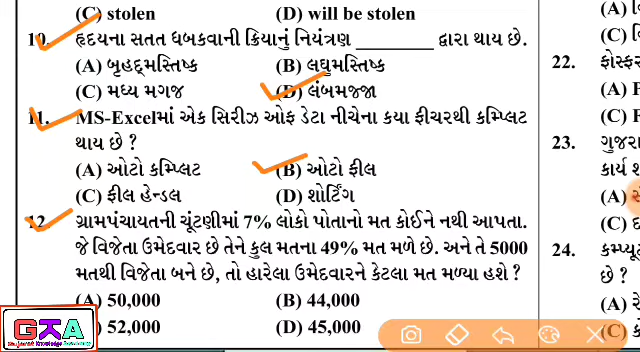 (C) stolen (D) will be stolen
10. હૃદયના સતત ધબકવાની ક્રિયાનું નિયંત્રણ ________ દ્વારા થાય છે.
(A) બૃહદ્‌મસ્તિષ્ક (B) લઘુમસ્તિષ્ક
(C) મધ્ય મગજ (D) લંબમજ્જા
11. MS-Excelમાં એક સિરીઝ ઓફ ડેટા નીચેના કયા ફીચરથી કમ્પ્લિટ
થાય છે ?
(A) ઓટો કમ્પ્લિટ (B) ઓટો ફીલ
(C) ફીલ હેન્ડલ (D) શોર્ટિંગ
12 ગ્રામપંચાયતની ચૂંટણીમાં 7% લોકો પોતાનો મત કોઈને નથી આપતા.
જે વિજેતા ઉમેદવાર છે તેને કુલ મતના 49% મત મળે છે. અને તે 5000
મતથી વિજેતા બને છે, તો હારેલા ઉમેદવારને કેટલા મત મળ્યા હશે ?
(A) 50,000 (B) 44,000
52,000 (D) 45,000
GKA
(A)
(C)
22. ફોસ્ફ
(A)
(C)
23. ગુજરા
કાર્ય
(A)
(C)
24. કમ્પ્યૂ
છે ?
(A)
(C)